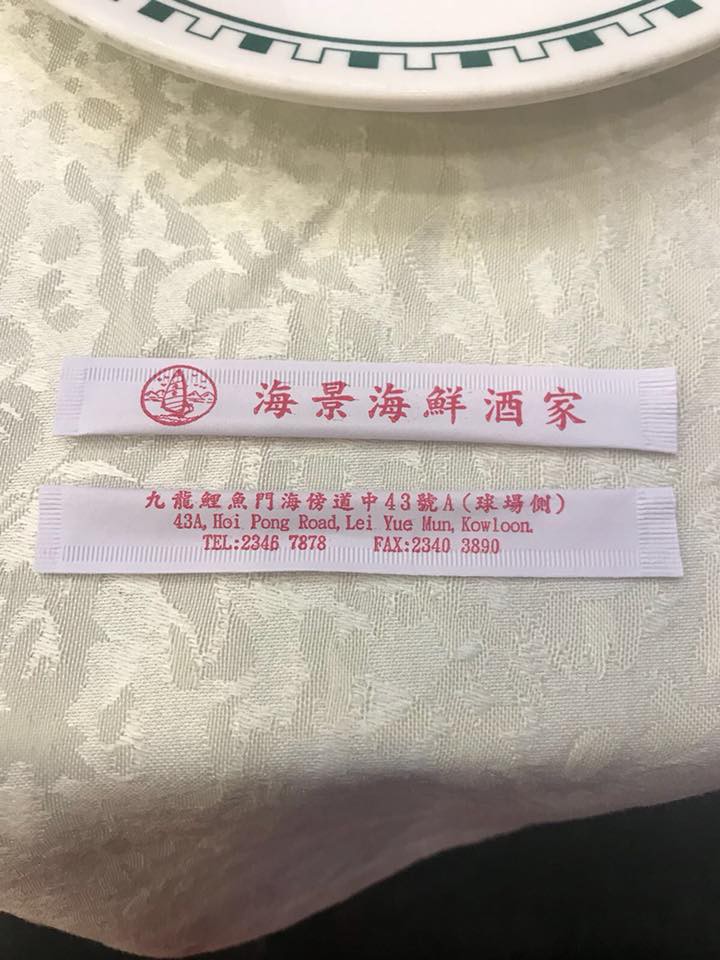 海景海鮮酒家
九龍鯉魚門海傍道中43號A(球場側)
43A, Hoi Pong Road, Lei Yue Mun, Kowloon.
TEL:2346 7878 FAX:2340 3890